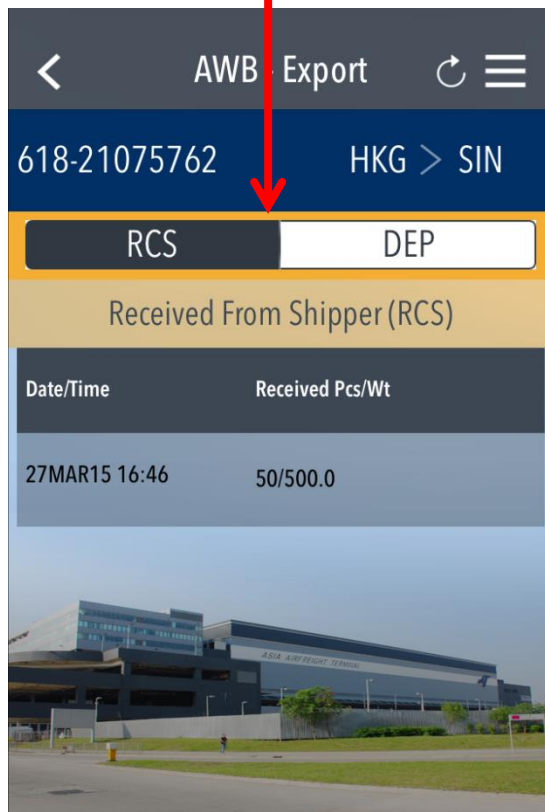 AWB - Export
618-21075762 HKG > SIN
RCS DEP
Received From Shipper (RCS)
Date/Time Received Pcs/Wt
27MAR15 16:46 50/500.0
ASIA AIRFREIGHT TERMINAL